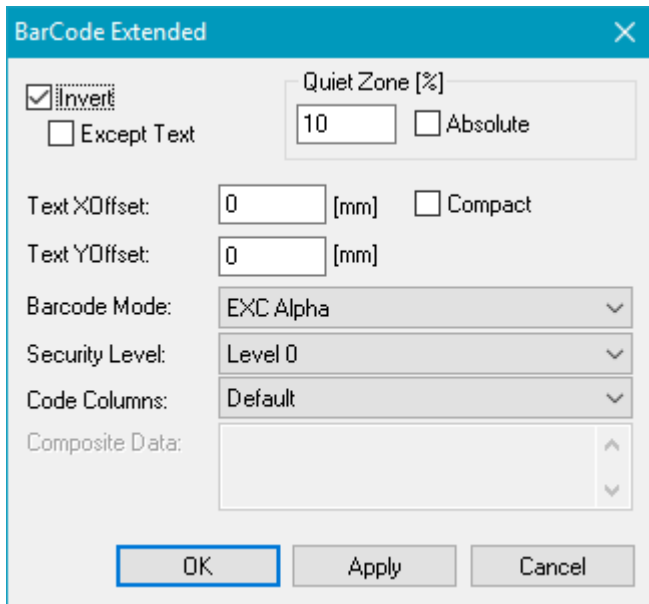 BarCode Extended
Invert
Except Text
Quiet Zone [%]
10
Absolute
Text XOffset:
0
[mm]
Compact
Text YOffset:
0
[mm]
Barcode Mode:
EXC Alpha
Security Level:
Level 0
Code Columns:
Default
Composite Data:
OK
Apply
Cancel